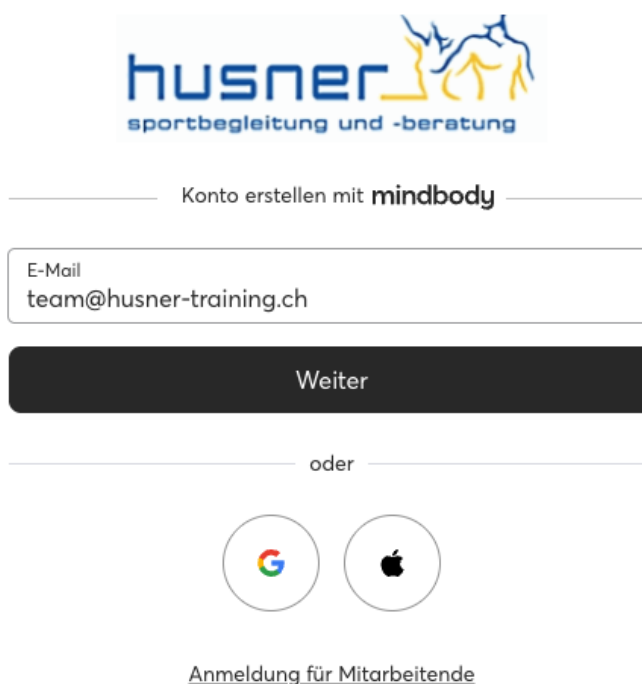 husner
sportbegleitung und -beratung
Konto erstellen mit mindbody
E-Mail
team@husner-training.ch
Weiter
oder
Anmeldung für Mitarbeitende